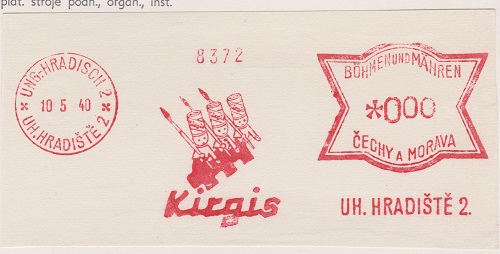 plat. stroje podn., organ., inst.
UNG-HRADISCH 2
10 5 40
UH. HRADIŠTĚ 2.
8372
Kirgis
BÖHMEN UND MÄHREN
*000
ČECHY A MORAVA
UH. HRADIŠTĚ 2.